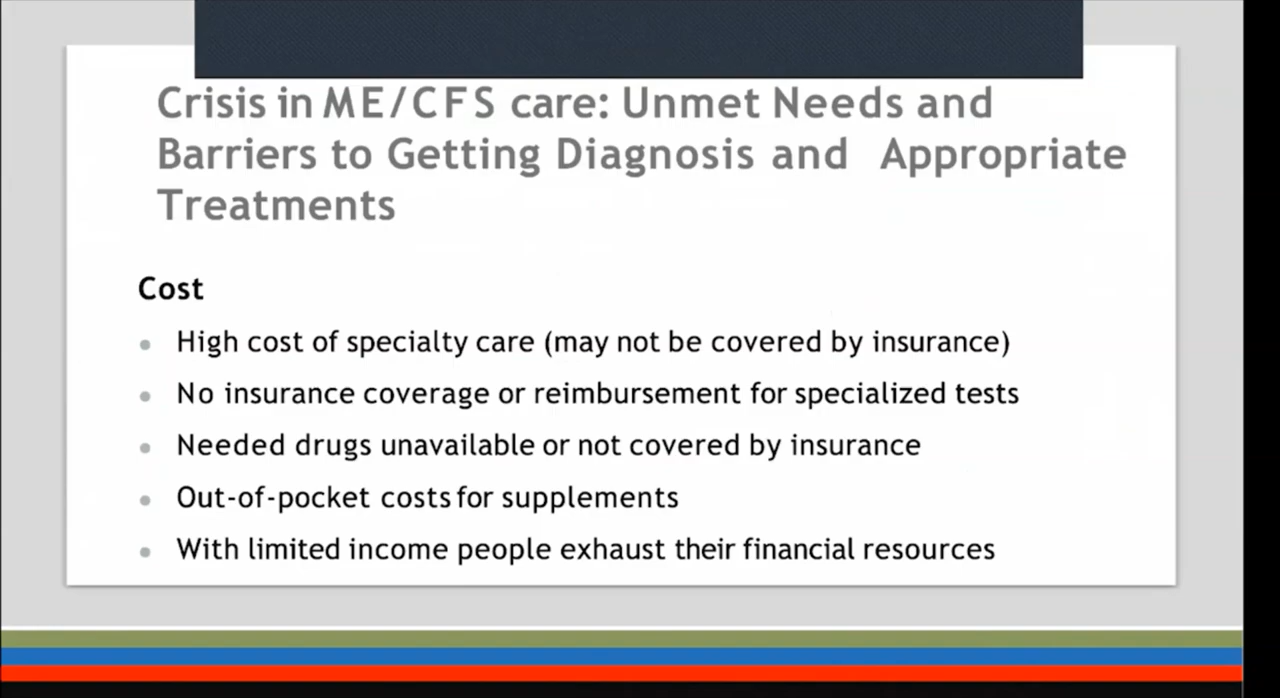 Crisis in ME/CFS care: Unmet Needs and
Barriers to Getting Diagnosis and Appropriate
Treatments
Cost
• High cost of specialty care (may not be covered by insurance)
• No insurance coverage or reimbursement for specialized tests
• Needed drugs unavailable or not covered by insurance
• Out-of-pocket costs for supplements
• With limited income people exhaust their financial resources